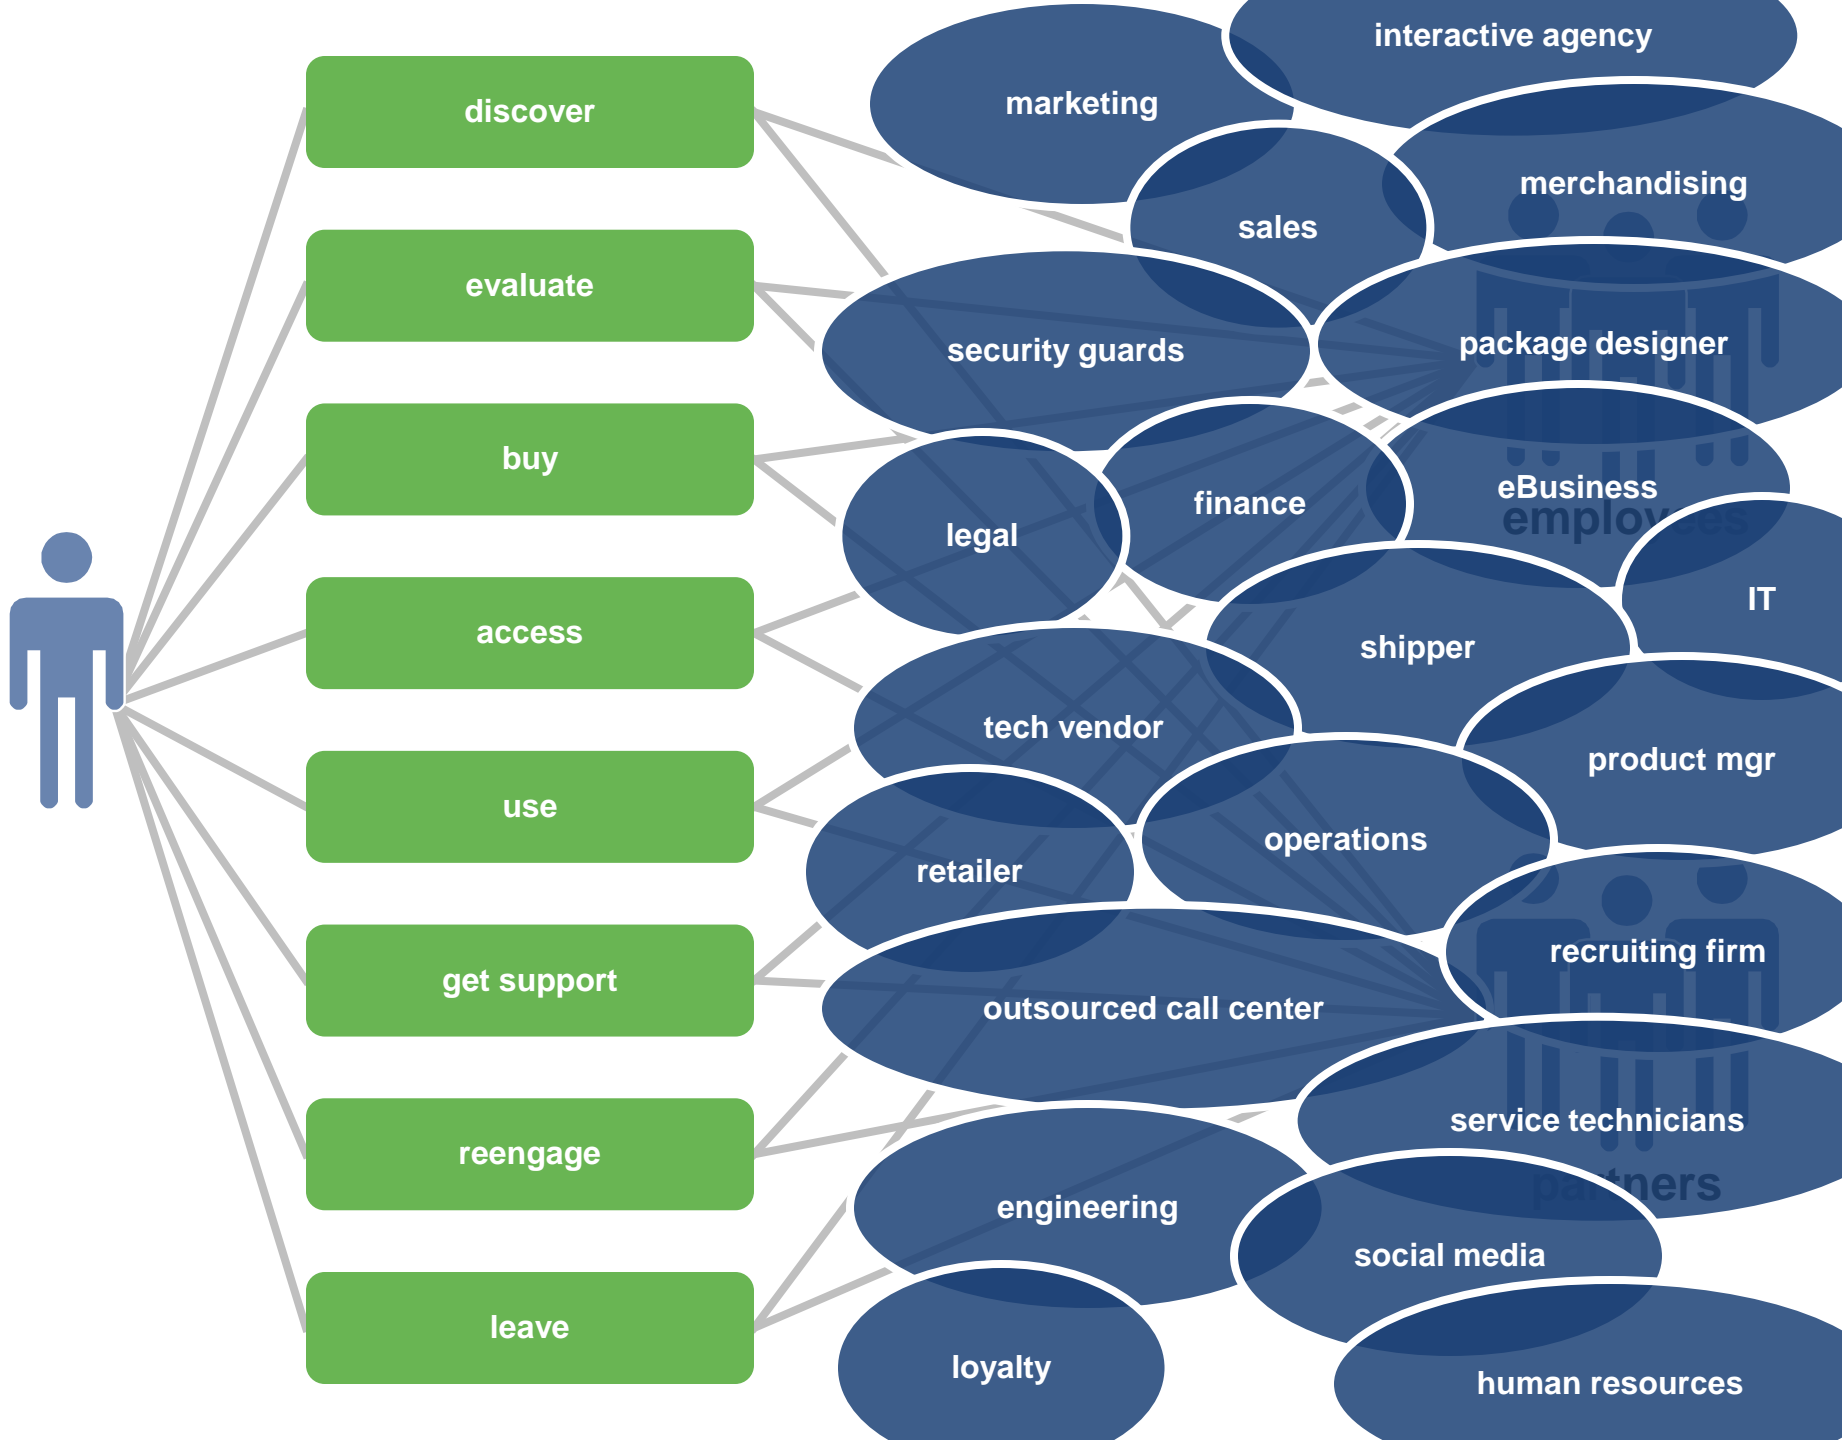 discover
evaluate
buy
access
use
get support
reengage
leave
interactive agency
marketing
merchandising
sales
security guards
package designer
eBusiness
finance
employees
legal
IT
shipper
tech vendor
product mgr
operations
retailer
recruiting firm
outsourced call center
service technicians
partners
engineering
social media
loyalty
human resources